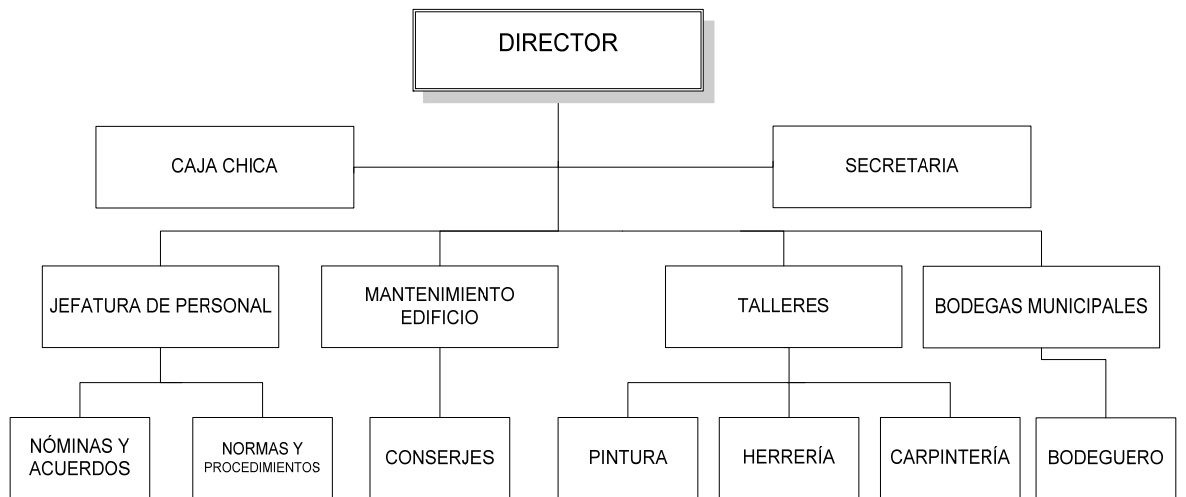 DIRECTOR
CAJA CHICA
SECRETARIA
JEFATURA DE PERSONAL
MANTENIMIENTO
EDIFICIO
TALLERES
BODEGAS MUNICIPALES
NÓMINAS Y
ACUERDOS
NORMAS Y
PROCEDIMIENTOS
CONSERJES
PINTURA
HERRERÍA
CARPINTERÍA
BODEGUERO